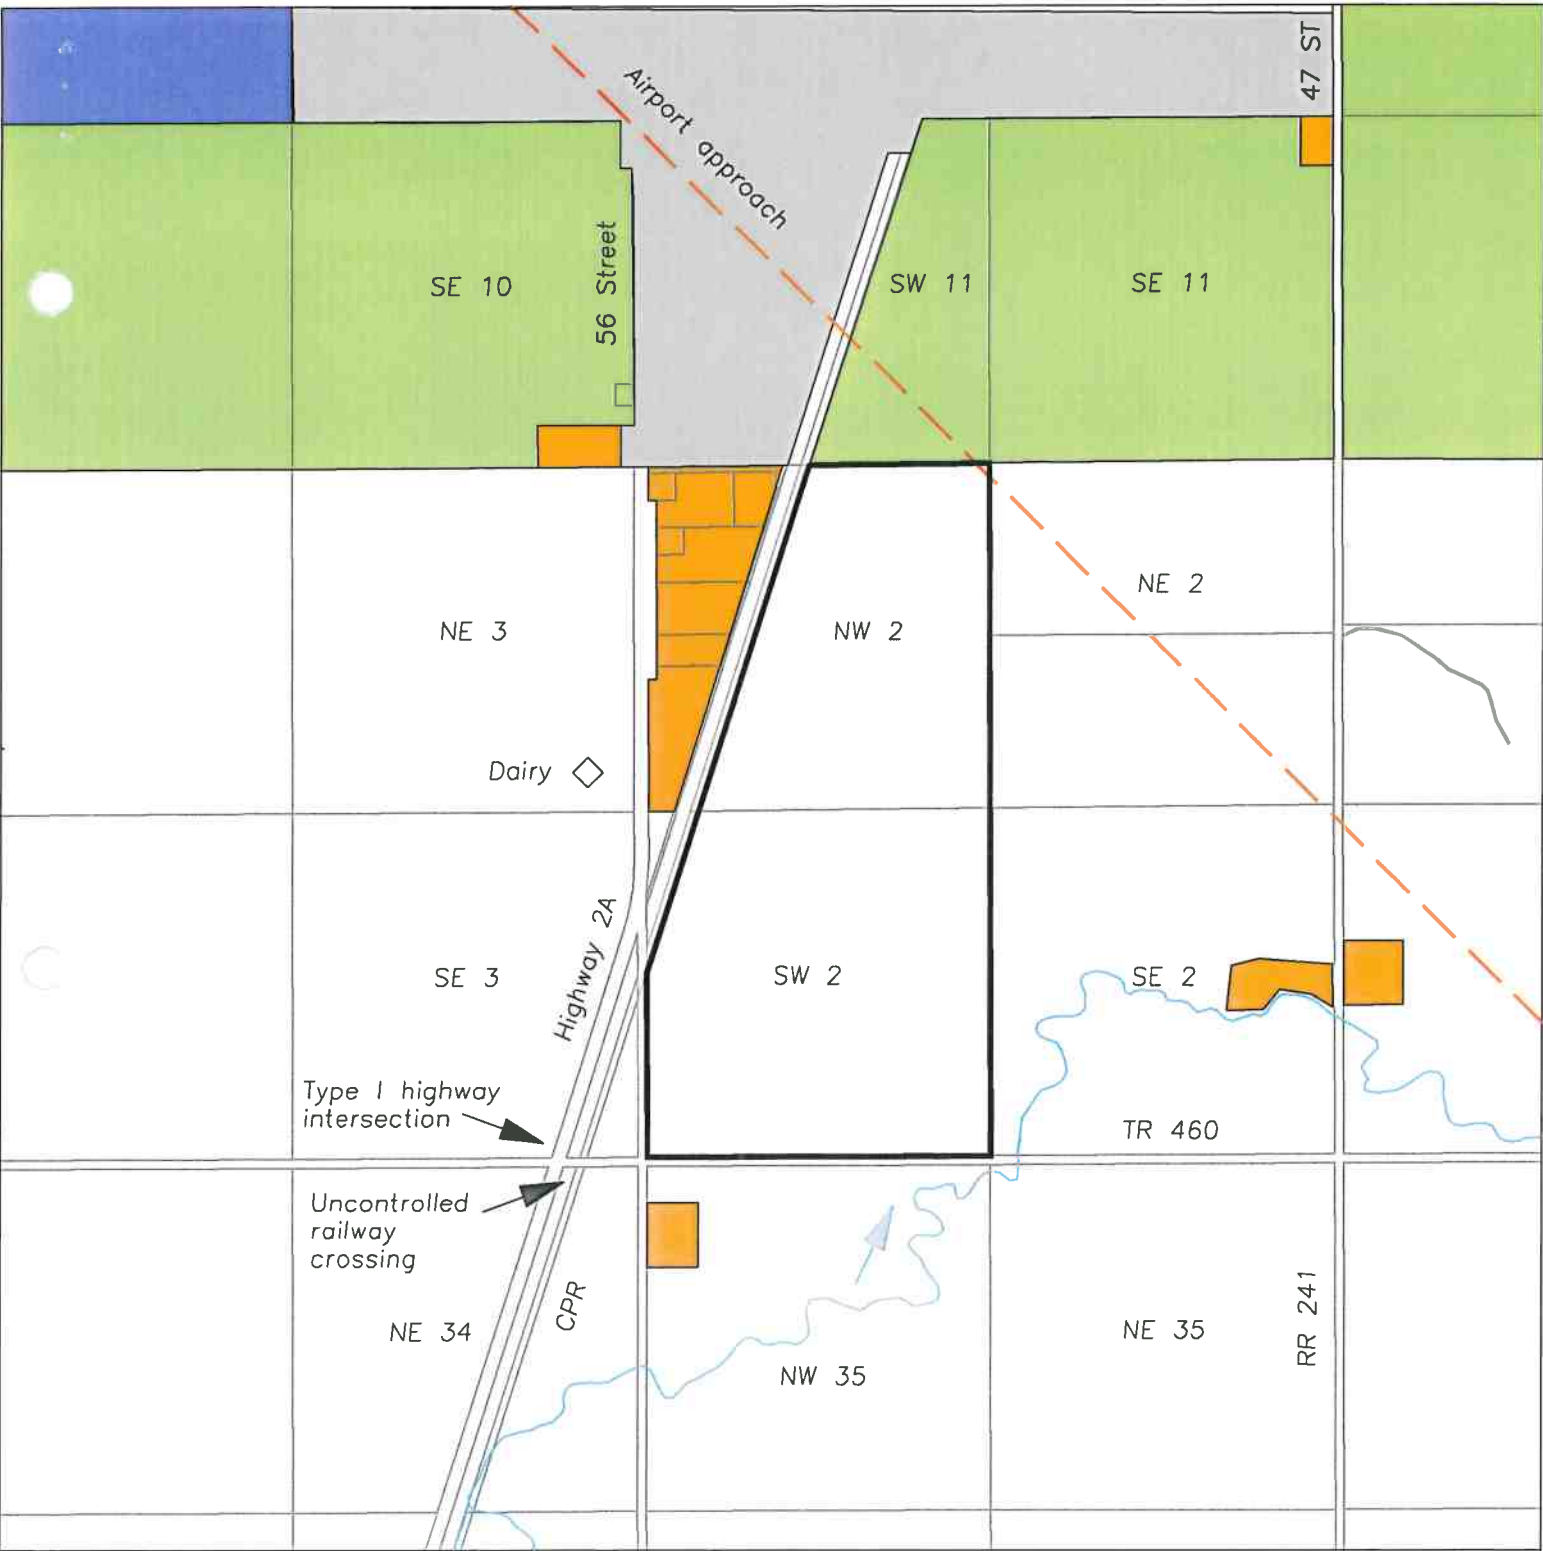 47 ST
Airport approach
56 Street
SE 10
SW 11
SE 11
NE 3
NW 2
NE 2
Dairy
Highway 2A
SE 3
SW 2
SE 2
Type I highway
intersection
TR 460
Uncontrolled
railway
crossing
CPR
NE 34
NW 35
NE 35
RR 241